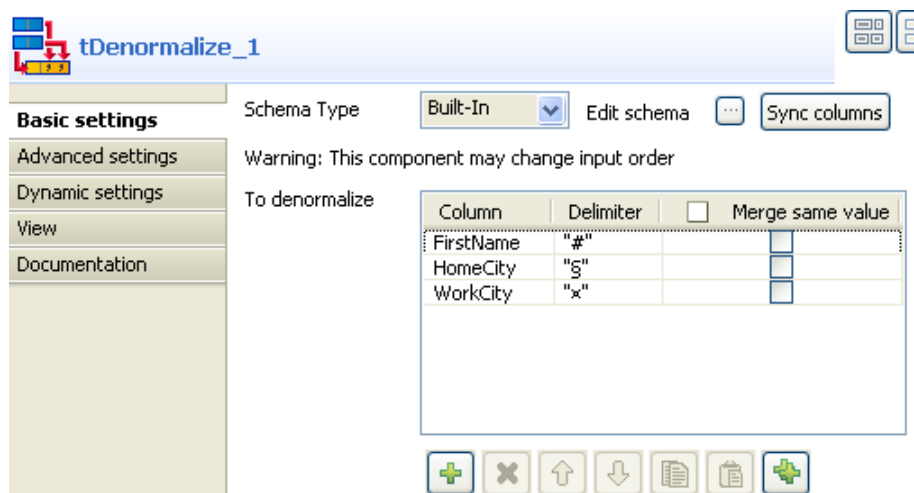 tDenormalize_1
Basic settings
Advanced settings
Dynamic settings
View
Documentation
Schema Type Built-In Edit schema ... Sync columns
Warning: This component may change input order
To denormalize
Column Delimiter Merge same value
FirstName "#"
HomeCity "§"
WorkCity "¤"